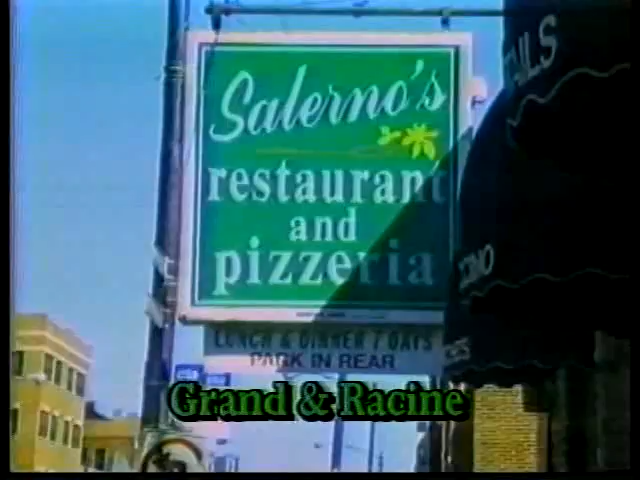 Salerno's
restaurant
and
pizzeria
LUNCH & DINNER 7 DAYS
PARK IN REAR
Grand & Racine